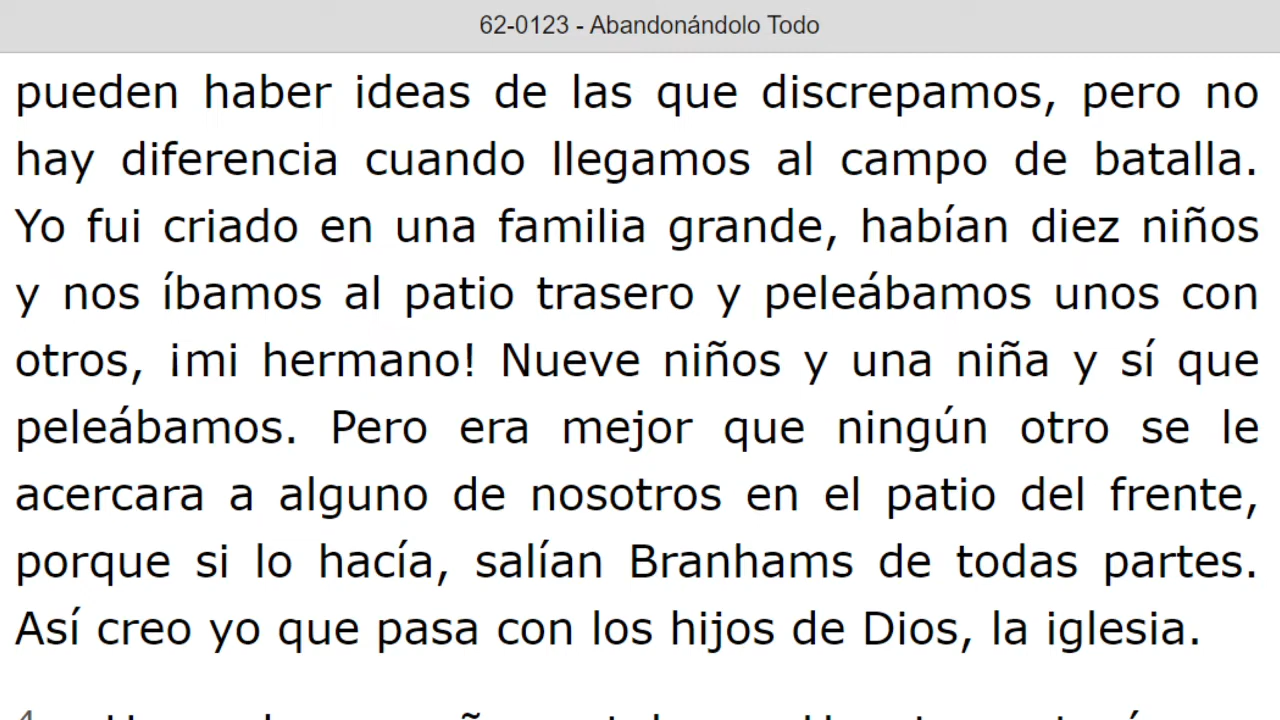 62-0123 - Abandonándolo Todo
pueden haber ideas de las que discrepamos, pero no
hay diferencia cuando llegamos al campo de batalla.
Yo fui criado en una familia grande, habían diez niños
y nos íbamos al patio trasero y peleábamos unos con
otros, ¡mi hermano! Nueve niños y una niña y sí que
peleábamos. Pero era mejor que ningún otro se le
acercara a alguno de nosotros en el patio del frente,
porque si lo hacía, salían Branhams de todas partes.
Así creo yo que pasa con los hijos de Dios, la iglesia.